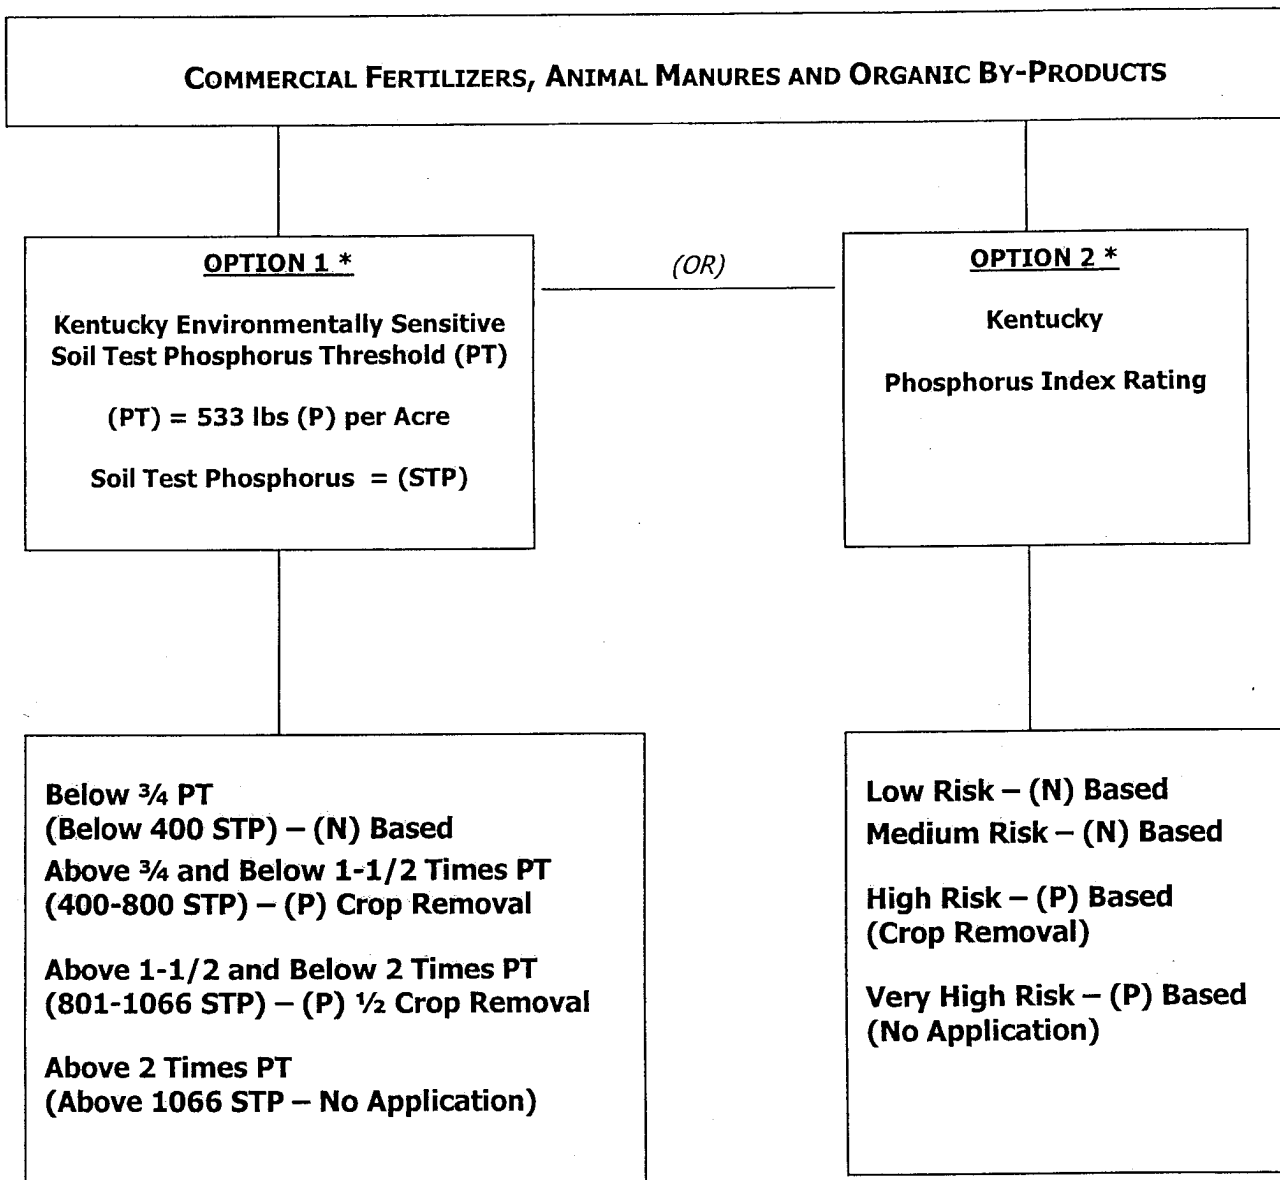 COMMERCIAL FERTILIZERS, ANIMAL MANURES AND ORGANIC BY-PRODUCTS
OPTION 1 *
Kentucky Environmentally Sensitive
Soil Test Phosphorus Threshold (PT)
(PT) = 533 lbs (P) per Acre
Soil Test Phosphorus = (STP)
(OR)
OPTION 2 *
Kentucky
Phosphorus Index Rating
Below ¾ PT
(Below 400 STP) – (N) Based
Above ¾ and Below 1-1/2 Times PT
(400-800 STP) – (P) Crop Removal
Above 1-1/2 and Below 2 Times PT
(801-1066 STP) – (P) ½ Crop Removal
Above 2 Times PT
(Above 1066 STP – No Application)
Low Risk – (N) Based
Medium Risk – (N) Based
High Risk – (P) Based
(Crop Removal)
Very High Risk – (P) Based
(No Application)